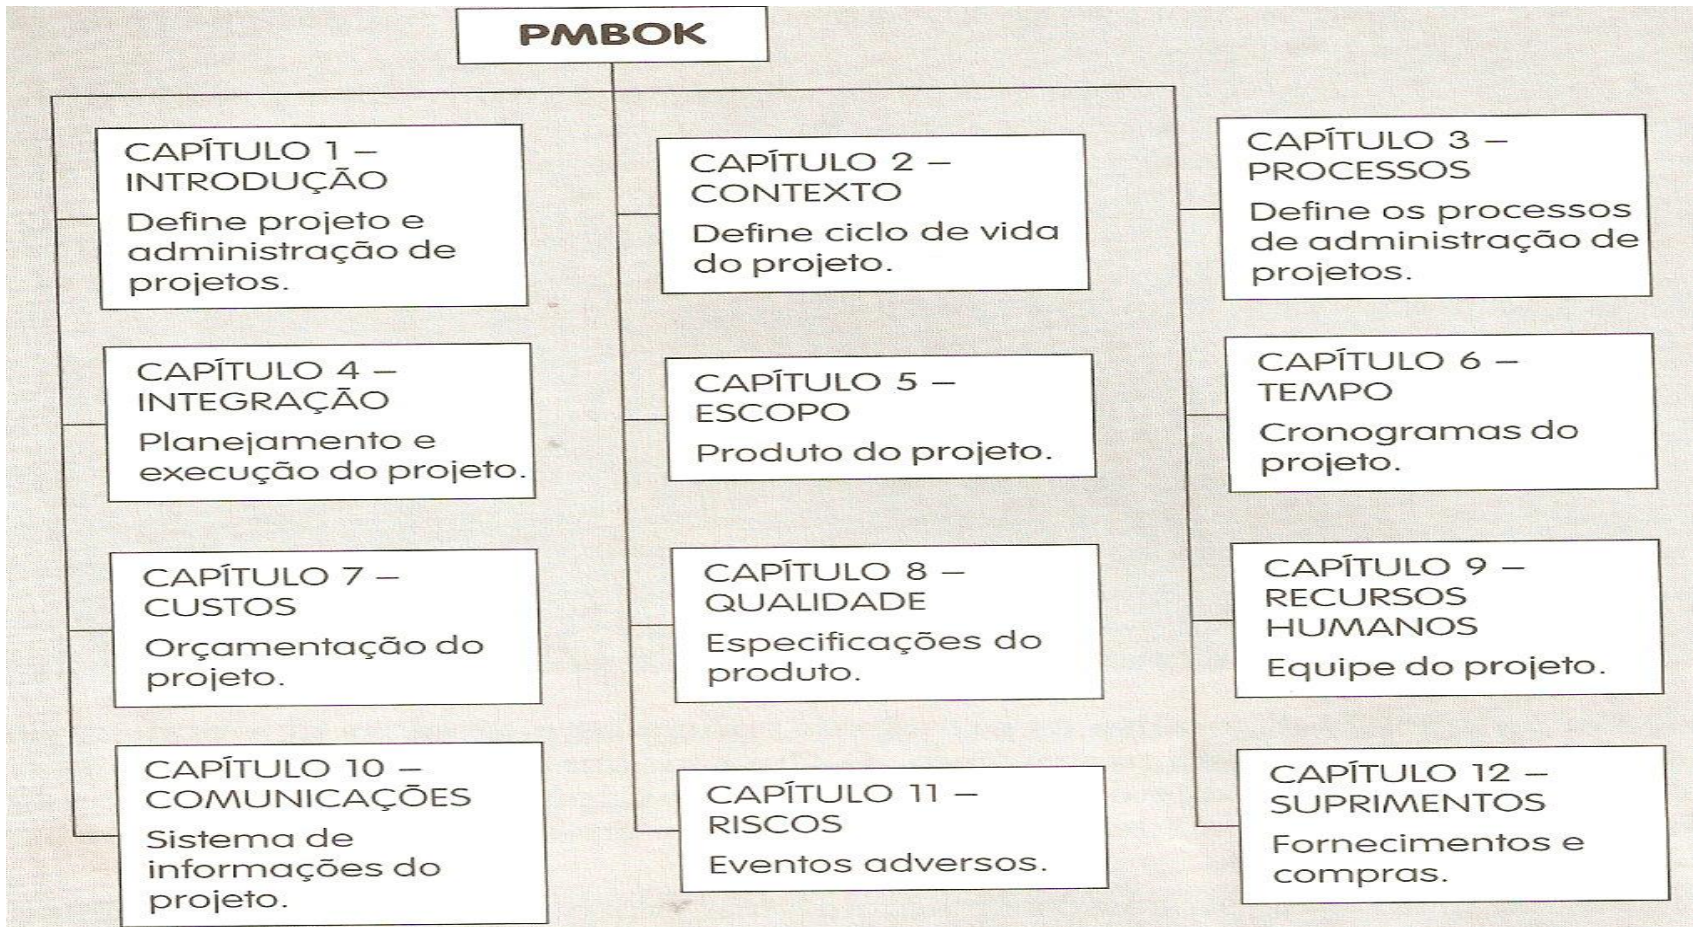 PMBOK
CAPÍTULO 1 –
INTRODUÇÃO
Define projeto e
administração de
projetos.
CAPÍTULO 2 –
CONTEXTO
Define ciclo de vida
do projeto.
CAPÍTULO 3 –
PROCESSOS
Define os processos
de administração de
projetos.
CAPÍTULO 4 –
INTEGRAÇÃO
Planejamento e
execução do projeto.
CAPÍTULO 5 –
ESCOPO
Produto do projeto.
CAPÍTULO 6 –
TEMPO
Cronogramas do
projeto.
CAPÍTULO 7 –
CUSTOS
Orçamentação do
projeto.
CAPÍTULO 8 –
QUALIDADE
Especificações do
produto.
CAPÍTULO 9 –
RECURSOS
HUMANOS
Equipe do projeto.
CAPÍTULO 10 –
COMUNICAÇÕES
Sistema de
informações do
projeto.
CAPÍTULO 11 –
RISCOS
Eventos adversos.
CAPÍTULO 12 –
SUPRIMENTOS
Fornecimentos e
compras.